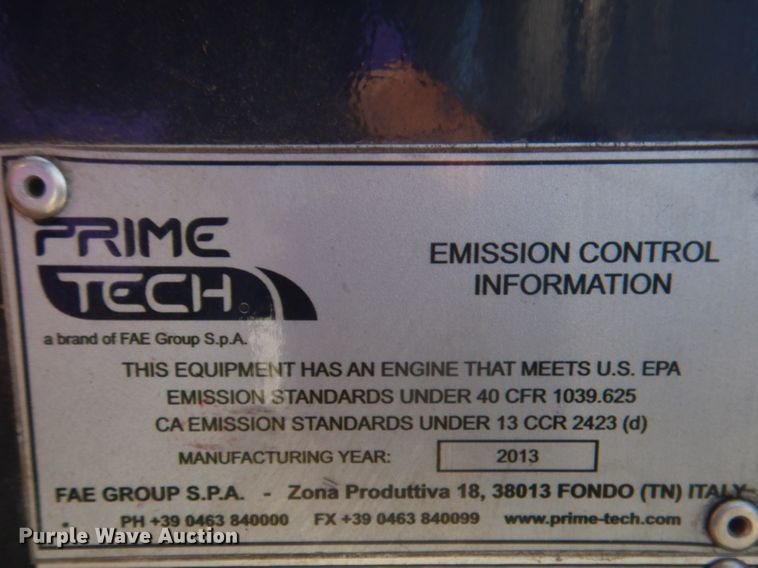 PRIME
TECH
a brand of FAE Group S.p.A.
EMISSION CONTROL
INFORMATION
THIS EQUIPMENT HAS AN ENGINE THAT MEETS U.S. EPA
EMISSION STANDARDS UNDER 40 CFR 1039.625
CA EMISSION STANDARDS UNDER 13 CCR 2423 (d)
MANUFACTURING YEAR: 2013
FAE GROUP S.P.A. - Zona Produttiva 18, 38013 FONDO (TN) ITALY
PH +39 0463 840000 FX +39 0463 840099 www.prime-tech.com
Purple Wave Auction